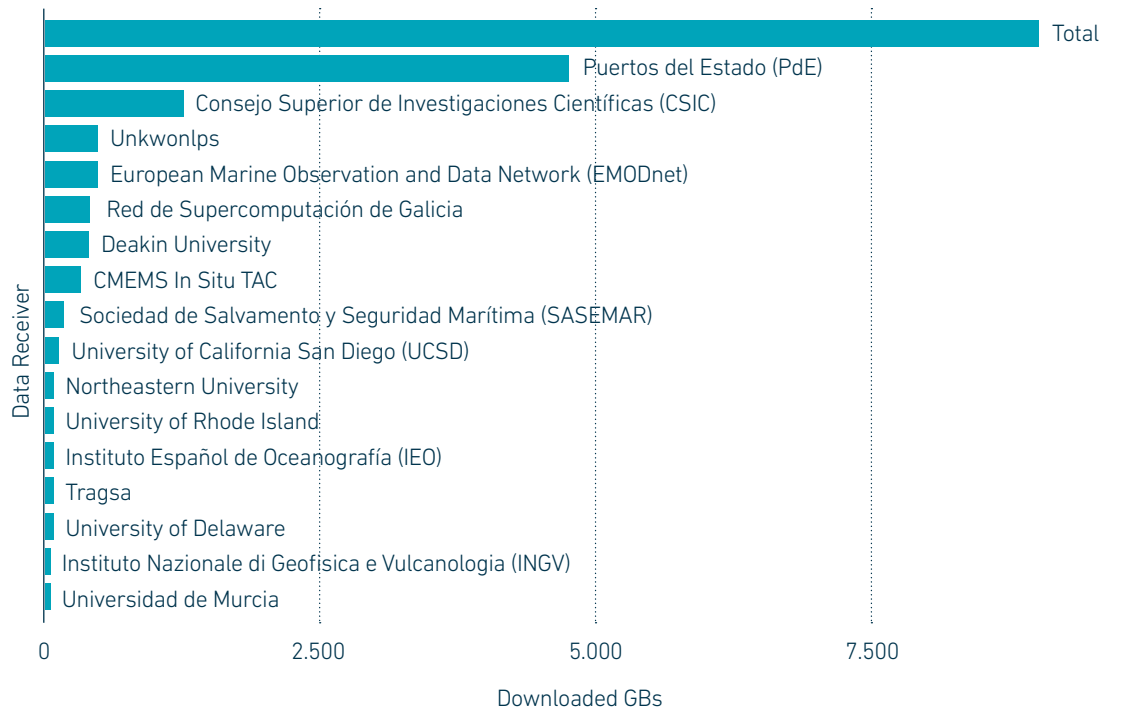 Total
Puertos del Estado (PdE)
Consejo Superior de Investigaciones Científicas (CSIC)
Unkwonlps
European Marine Observation and Data Network (EMODnet)
Red de Supercomputación de Galicia
Deakin University
CMEMS In Situ TAC
Sociedad de Salvamento y Seguridad Marítima (SASEMAR)
University of California San Diego (UCSD)
Northeastern University
University of Rhode Island
Instituto Español de Oceanografía (IEO)
Tragsa
University of Delaware
Instituto Nazionale di Geofisica e Vulcanologia (INGV)
Universidad de Murcia
Data Receiver
0 2.500 5.000 7.500
Downloaded GBs